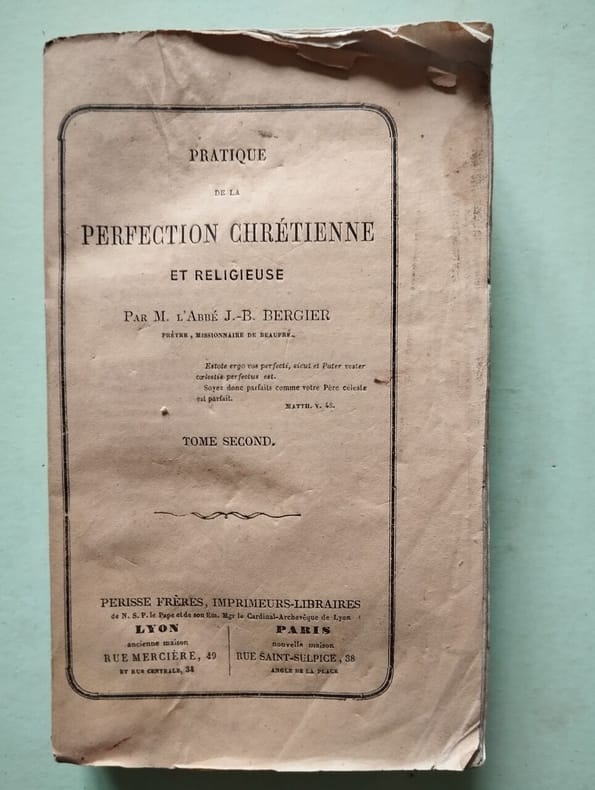 PRATIQUE
DE LA
PERFECTION CHRÉTIENNE
ET RELIGIEUSE
PAR M. L'ABBÉ J.-B. BERGIER
PRÊTRE, MISSIONNAIRE DE BEAUPRÉ.
Estote ergo vos perfecti, sicut et Pater vester
cœlestis perfectus est.
Soyez donc parfaits comme votre Père céleste
est parfait.
MATTH. V. 48.
TOME SECOND.
PERISSE FRÈRES, IMPRIMEURS-LIBRAIRES
de N. S. P. le Pape et de son Em. Mgr le Cardinal-Archevêque de Lyon
LYON
ancienne maison
RUE MERCIÈRE, 49
ET RUE CENTRALE, 34
PARIS
nouvelle maison
RUE SAINT-SULPICE, 38
ANGLE DE LA PLACE